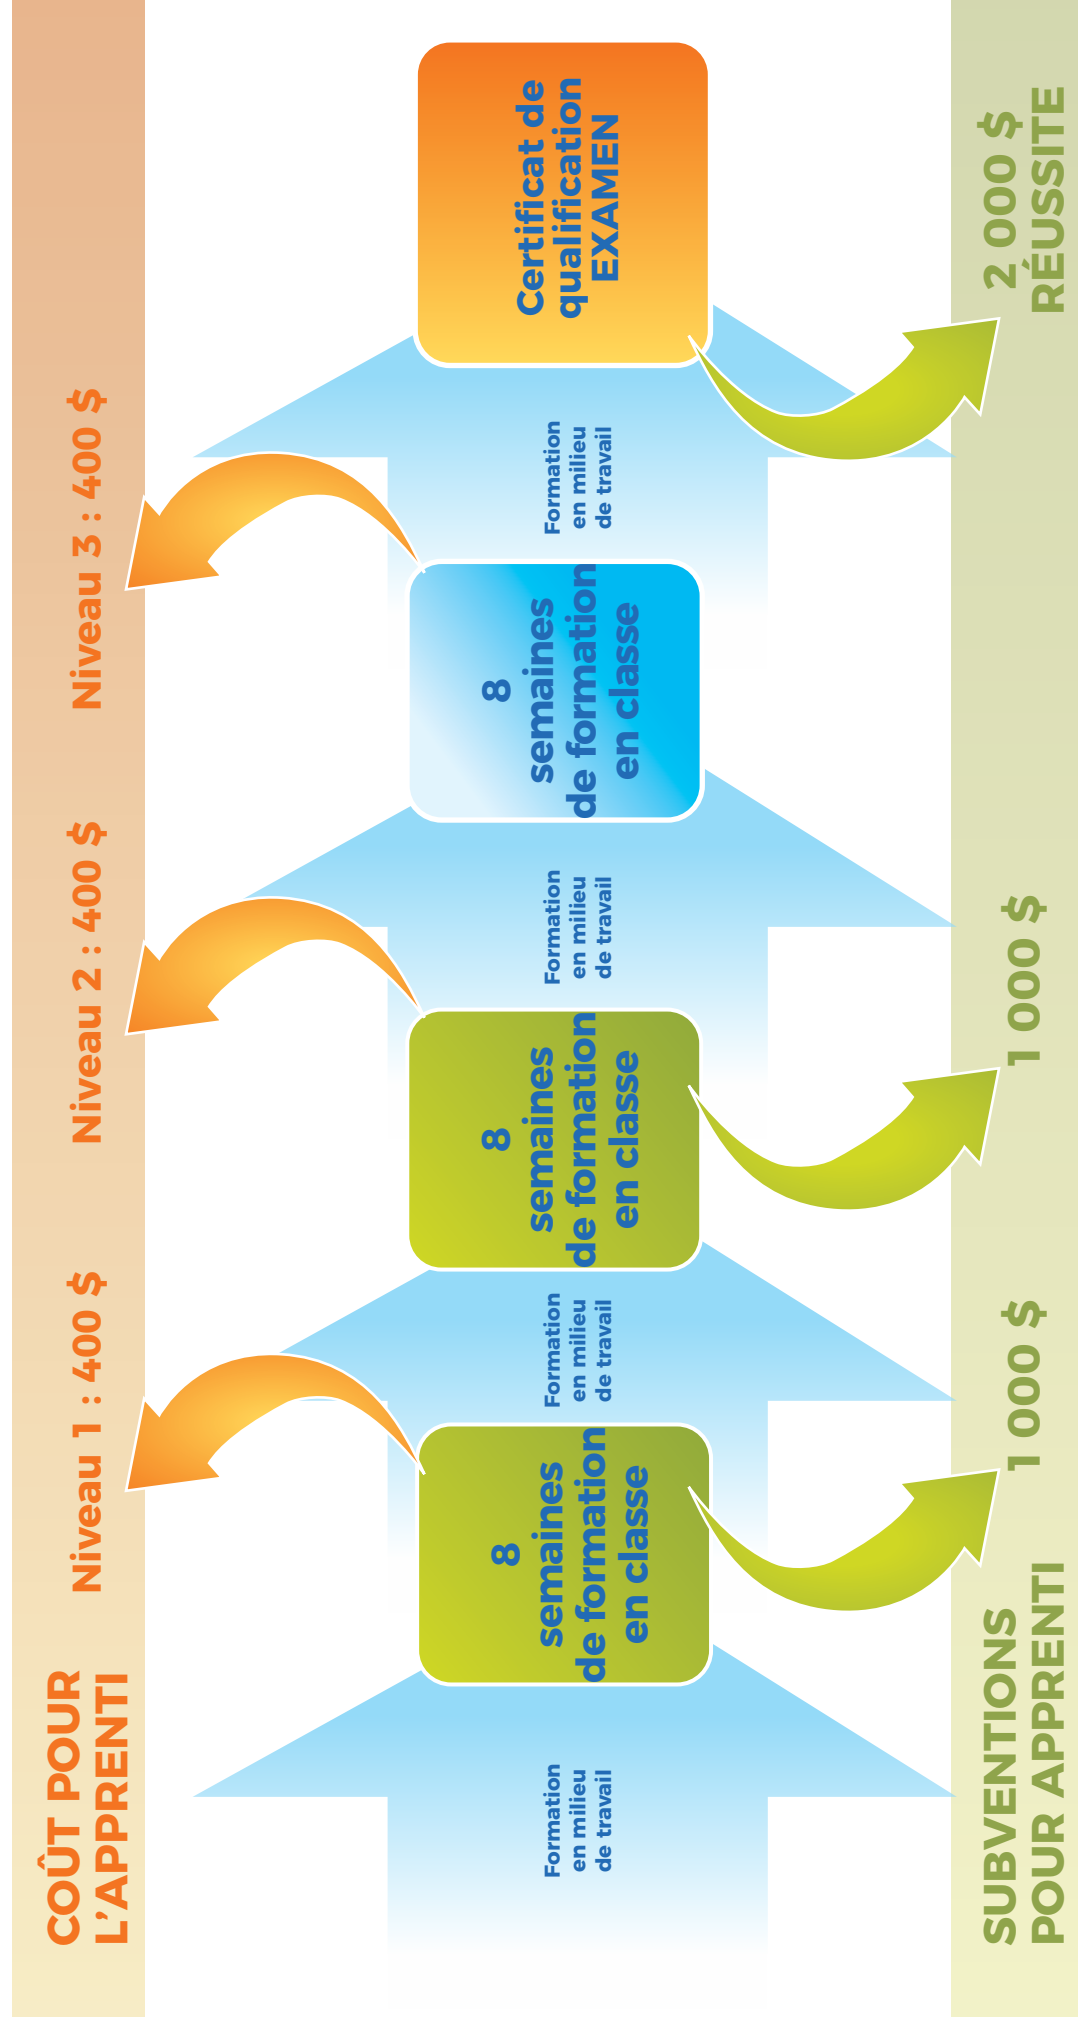 COÛT POUR
L'APPRENTI
Niveau 1 : 400 $
Niveau 2 : 400 $
Niveau 3 : 400 $
Formation
en milieu
de travail
8
semaines
de formation
en classe
Formation
en milieu
de travail
8
semaines
de formation
en classe
Formation
en milieu
de travail
8
semaines
de formation
en classe
Formation
en milieu
de travail
Certificat de
qualification
EXAMEN
SUBVENTIONS
POUR APPRENTI
1 000 $
1 000 $
2 000 $
RÉUSSITE